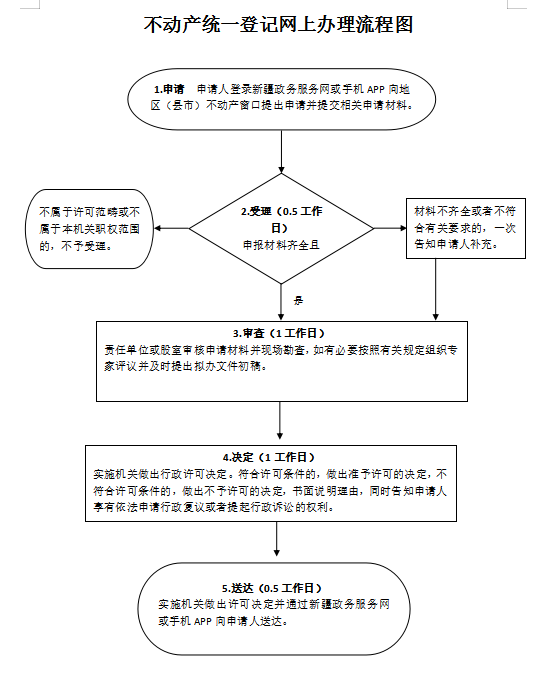 不动产统一登记网上办理流程图
1.申请 申请人登录新疆政务服务网或手机 APP 向地
区（县市）不动产窗口提出申请并提交相关申请材料。
2.受理（0.5 工作
日）
申报材料齐全且
不属于许可范畴或不
属于本机关职权范围
的，不予受理。
材料不齐全或者不符
合有关要求的，一次
告知申请人补充。
是
3.审查（1 工作日）
责任单位或股室审核申请材料并现场勘查，如有必要按照有关规定组织专
家评议并及时提出拟办文件初稿。
4.决定（1 工作日）
实施机关做出行政许可决定。符合许可条件的，做出准予许可的决定，不
符合许可条件的，做出不予许可的决定，书面说明理由，同时告知申请人
享有依法申请行政复议或者提起行政诉讼的权利。
5.送达（0.5 工作日）
实施机关做出许可决定并通过新疆政务服务网
或手机 APP 向申请人送达。